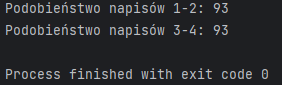 Podobieństwo napisów 1-2: 93
Podobieństwo napisów 3-4: 93
Process finished with exit code 0